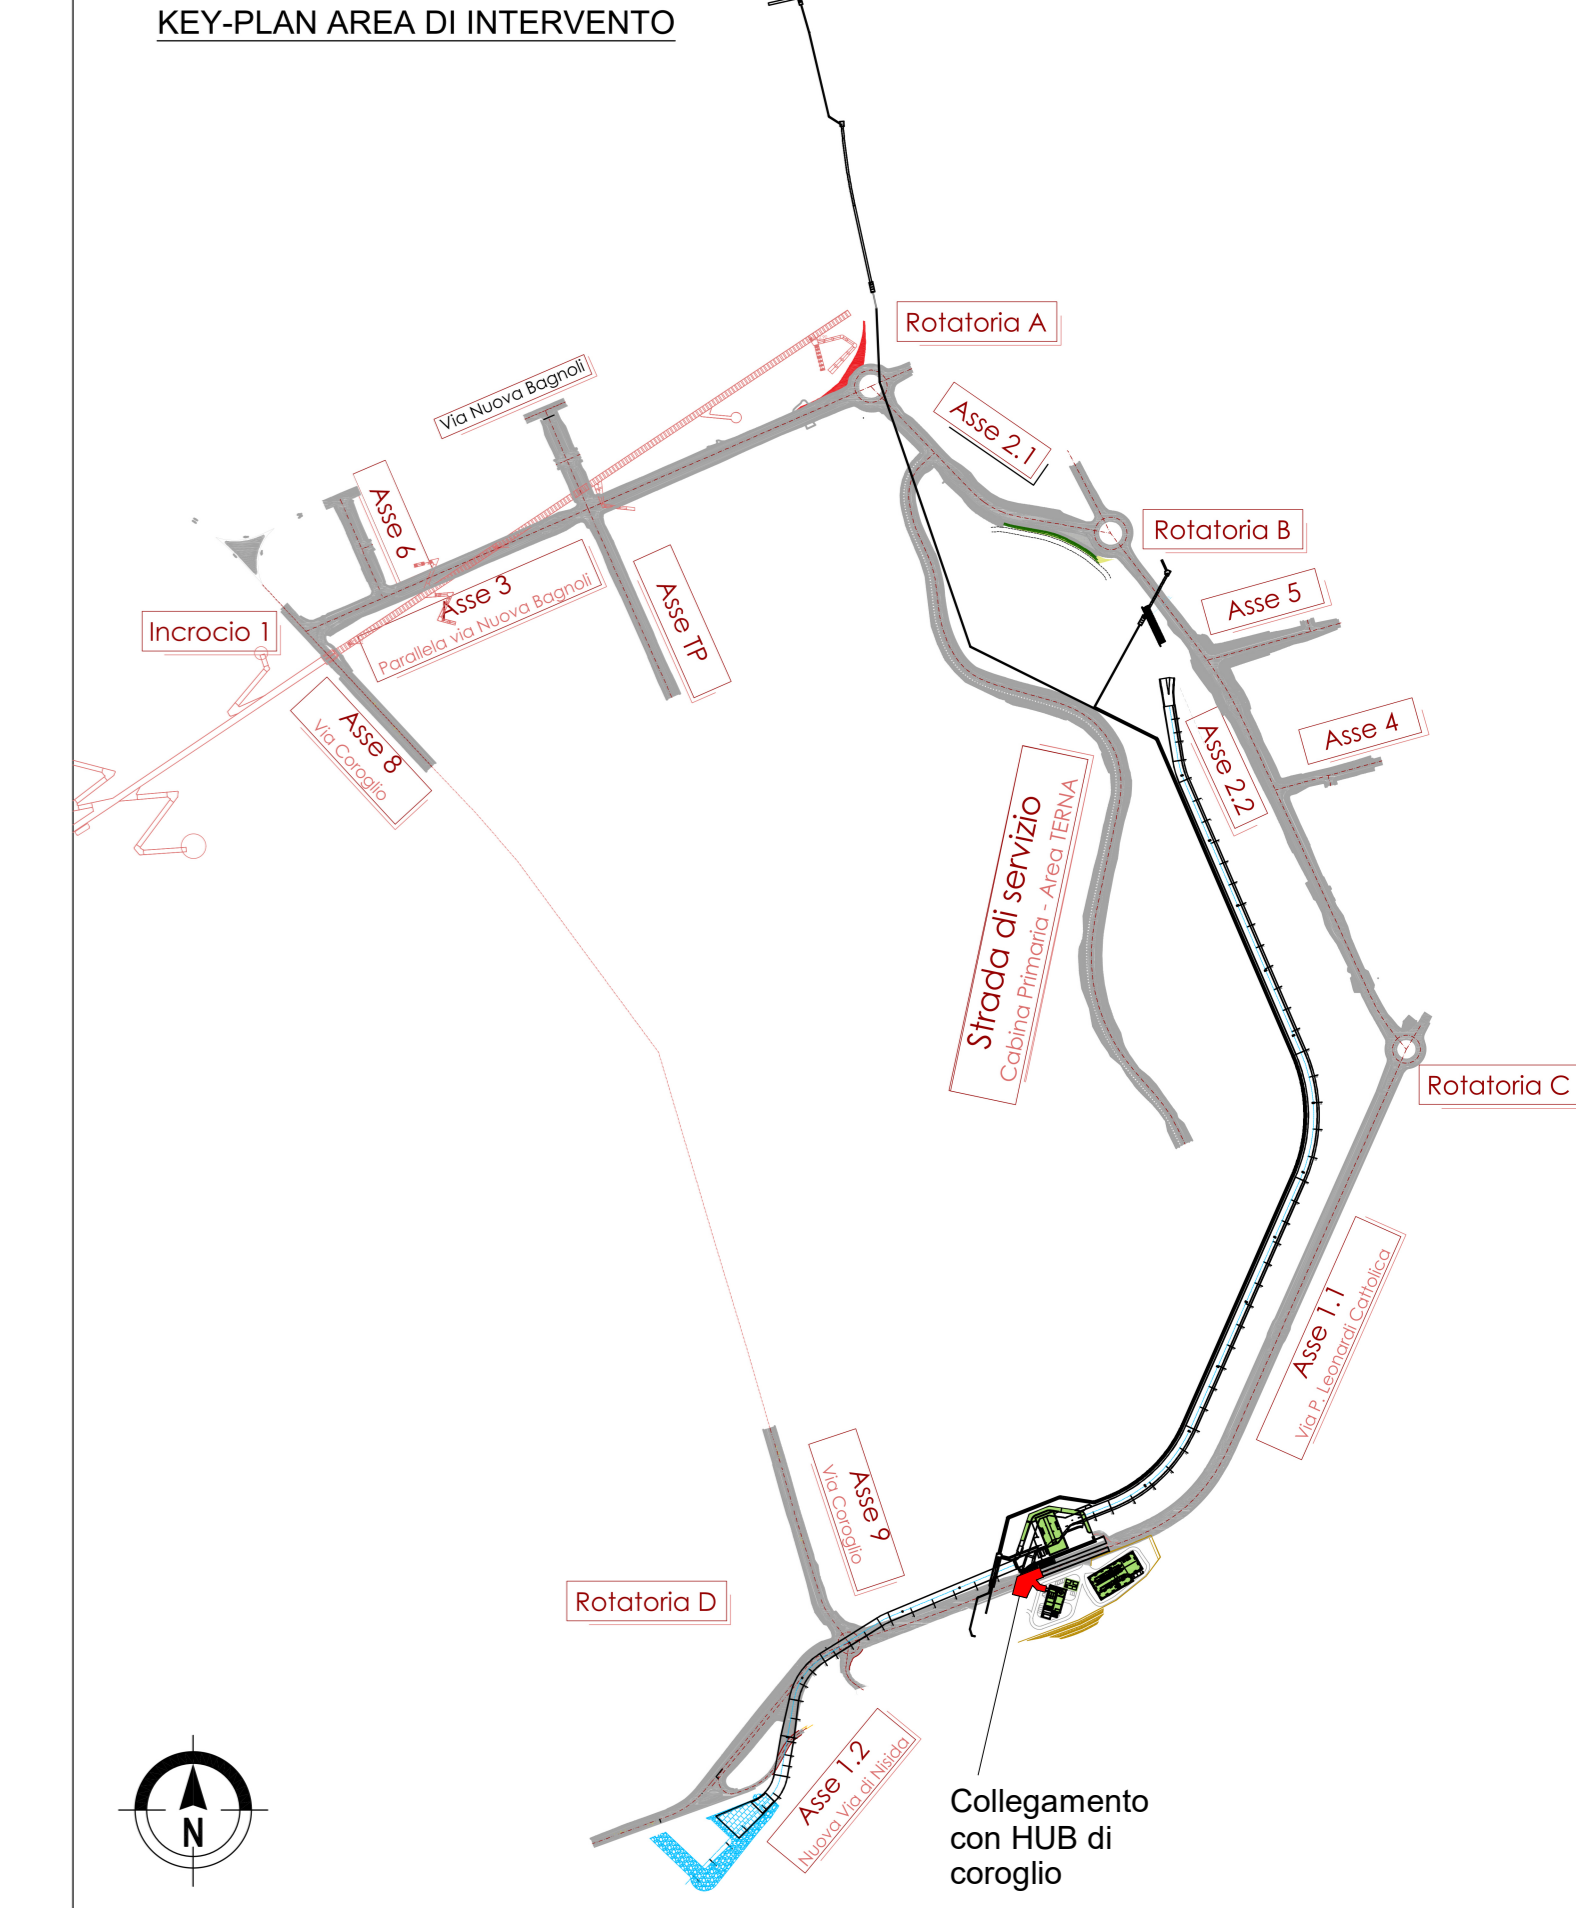 KEY-PLAN AREA DI INTERVENTO
Rotatoria A
Via Nuova Bagnoli
Asse 2.1
Asse 6
Rotatoria B
Asse 3
Parallela via Nuova Bagnoli
Asse TP
Asse 5
Incrocio 1
Asse 8
Via Coroglio
Asse 4
Asse 2.2
Strada di servizio
Cabina Primaria - Area TERNA
Rotatoria C
Asse 1.1
Via P. Leonardi Cattolica
Asse 9
Via Coroglio
Rotatoria D
Asse 1.2
Nuova Via di Nisida
N
Collegamento
con HUB di
coroglio